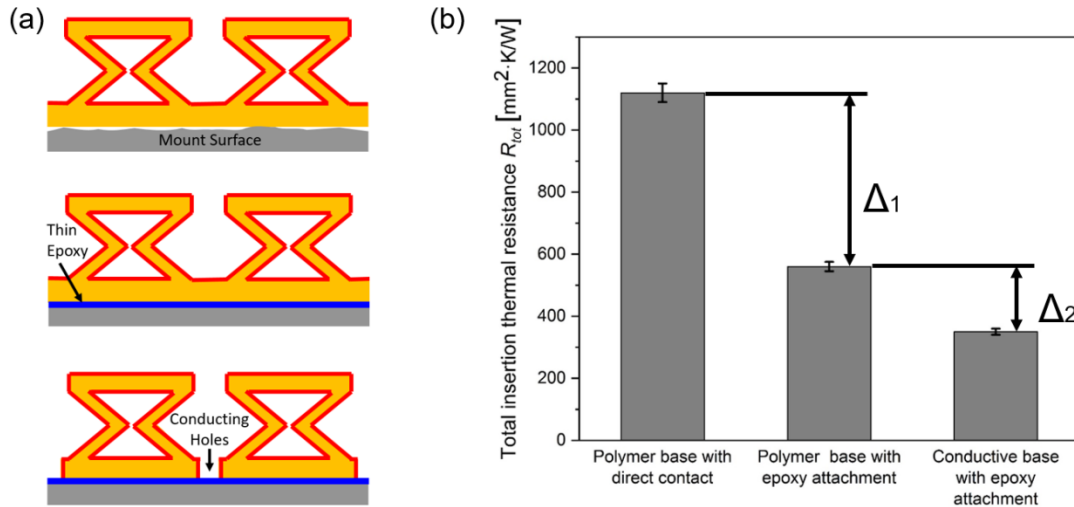 (a)
Mount Surface
Thin
Epoxy
Conducting
Holes
(b)
Total insertion thermal resistance R_tot [mm²·K/W]
1200
1000
800
600
400
200
0
Δ₁
Δ₂
Polymer base with
direct contact
Polymer base with
epoxy attachment
Conductive base
with epoxy
attachment